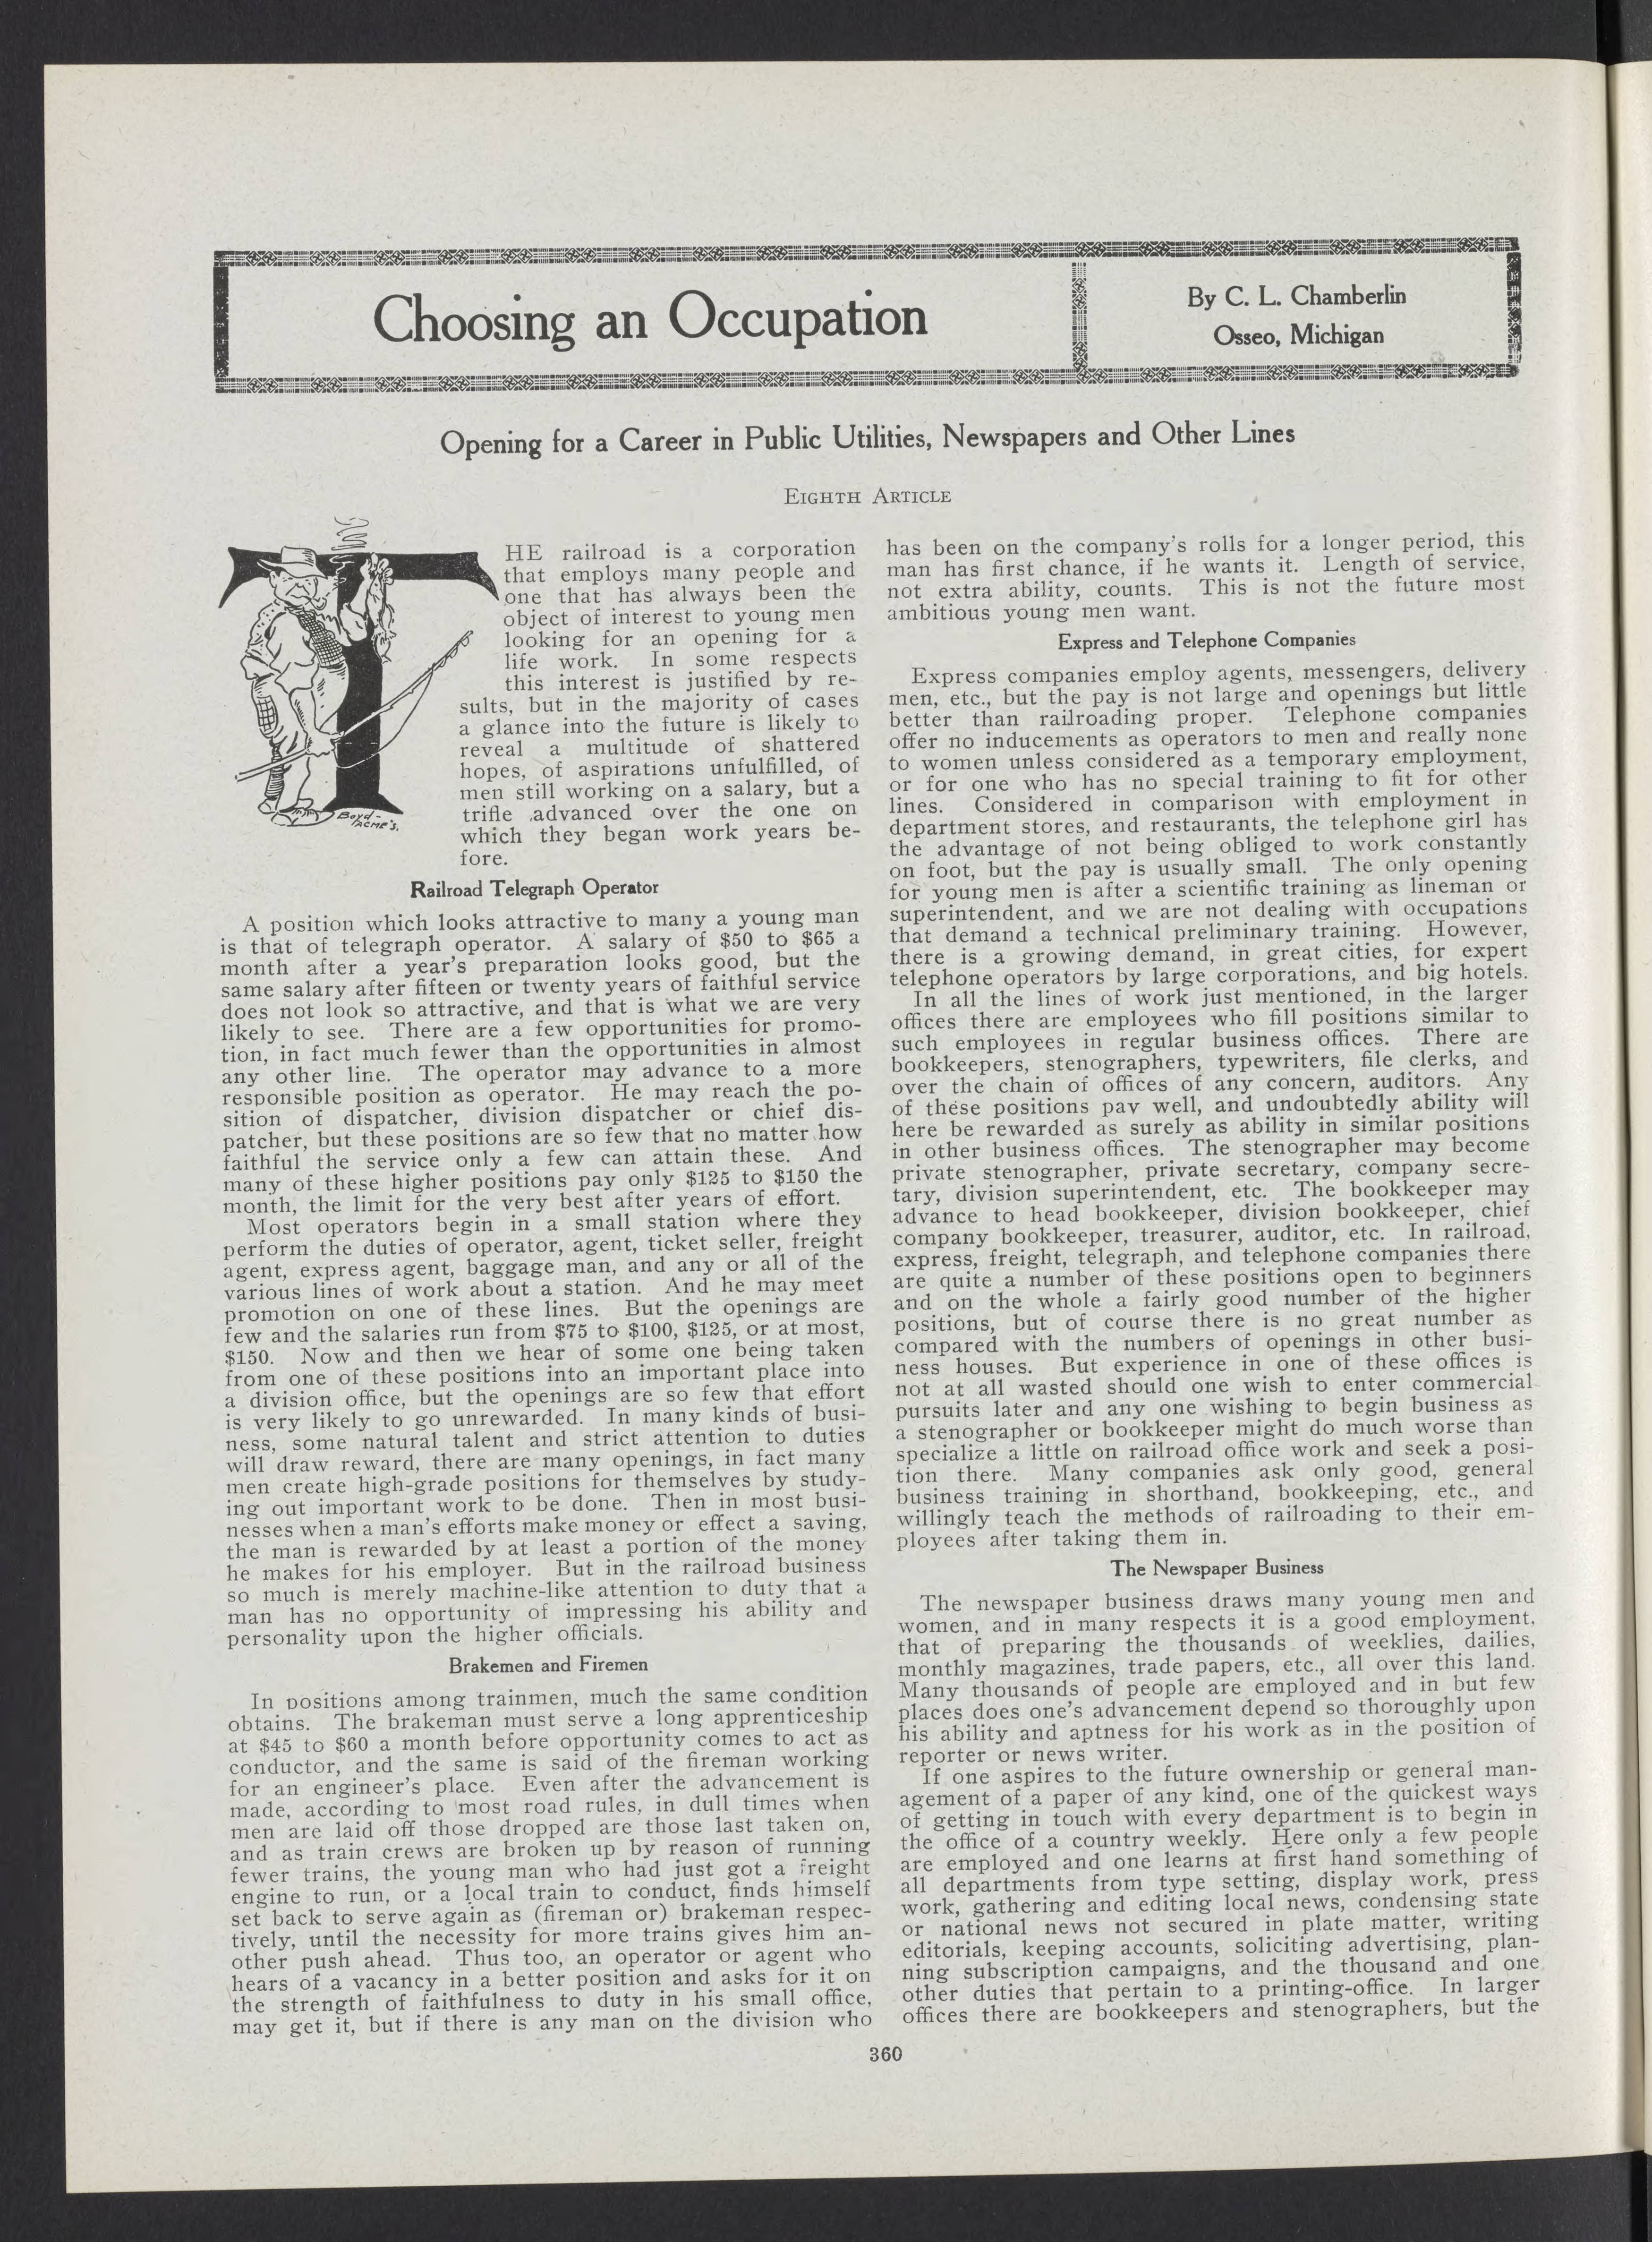 Choosing an Occupation
By C. L. Chamberlin
Osseo, Michigan
Opening for a Career in Public Utilities, Newspapers and Other Lines
EIGHTH ARTICLE
THE railroad is a corporation
that employs many people and
one that has always been the
object of interest to young men
looking for an opening for a
life work. In some respects
this interest is justified by re-
sults, but in the majority of cases
a glance into the future is likely to
reveal a multitude of shattered
hopes, of aspirations unfulfilled, of
men still working on a salary, but a
trifle advanced over the one on
which they began work years be-
fore.
Boyd-
ACME'S.
Railroad Telegraph Operator
A position which looks attractive to many a young man
is that of telegraph operator. A salary of $50 to $65 a
month after a year's preparation looks good, but the
same salary after fifteen or twenty years of faithful service
does not look so attractive, and that is what we are very
likely to see. There are a few opportunities for promo-
tion, in fact much fewer than the opportunities in almost
any other line. The operator may advance to a more
responsible position as operator. He may reach the po-
sition of dispatcher, division dispatcher or chief dis-
patcher, but these positions are so few that no matter how
faithful the service only a few can attain these. And
many of these higher positions pay only $125 to $150 the
month, the limit for the very best after years of effort.
Most operators begin in a small station where they
perform the duties of operator, agent, ticket seller, freight
agent, express agent, baggage man, and any or all of the
various lines of work about a station. And he may meet
promotion on one of these lines. But the openings are
few and the salaries run from $75 to $100, $125, or at most,
$150. Now and then we hear of some one being taken
from one of these positions into an important place into
a division office, but the openings are so few that effort
is very likely to go unrewarded. In many kinds of busi-
ness, some natural talent and strict attention to duties
will draw reward, there are many openings, in fact many
men create high-grade positions for themselves by study-
ing out important work to be done. Then in most busi-
nesses when a man's efforts make money or effect a saving,
the man is rewarded by at least a portion of the money
he makes for his employer. But in the railroad business
so much is merely machine-like attention to duty that a
man has no opportunity of impressing his ability and
personality upon the higher officials.
Brakemen and Firemen
In positions among trainmen, much the same condition
obtains. The brakeman must serve a long apprenticeship
at $45 to $60 a month before opportunity comes to act as
conductor, and the same is said of the fireman working
for an engineer's place. Even after the advancement is
made, according to most road rules, in dull times when
men are laid off those dropped are those last taken on,
and as train crews are broken up by reason of running
fewer trains, the young man who had just got a freight
engine to run, or a local train to conduct, finds himself
set back to serve again as (fireman or) brakeman respec-
tively, until the necessity for more trains gives him an-
other push ahead. Thus too, an operator or agent who
hears of a vacancy in a better position and asks for it on
the strength of faithfulness to duty in his small office,
may get it, but if there is any man on the division who
has been on the company's rolls for a longer period, this
man has first chance, if he wants it. Length of service,
not extra ability, counts. This is not the future most
ambitious young men want.
Express and Telephone Companies
Express companies employ agents, messengers, delivery
men, etc., but the pay is not large and openings but little
better than railroading proper. Telephone companies
offer no inducements as operators to men and really none
to women unless considered as a temporary employment,
or for one who has no special training to fit for other
lines. Considered in comparison with employment in
department stores, and restaurants, the telephone girl has
the advantage of not being obliged to work constantly
on foot, but the pay is usually small. The only opening
for young men is after a scientific training as lineman or
superintendent, and we are not dealing with occupations
that demand a technical preliminary training. However,
there is a growing demand, in great cities, for expert
telephone operators by large corporations, and big hotels.
In all the lines of work just mentioned, in the larger
offices there are employees who fill positions similar to
such employees in regular business offices. There are
bookkeepers, stenographers, typewriters, file clerks, and
over the chain of offices of any concern, auditors. Any
of these positions pay well, and undoubtedly ability will
here be rewarded as surely as ability in similar positions
in other business offices. The stenographer may become
private stenographer, private secretary, company secre-
tary, division superintendent, etc. The bookkeeper may
advance to head bookkeeper, division bookkeeper, chief
company bookkeeper, treasurer, auditor, etc. In railroad,
express, freight, telegraph, and telephone companies there
are quite a number of these positions open to beginners
and on the whole a fairly good number of the higher
positions, but of course there is no great number as
compared with the numbers of openings in other busi-
ness houses. But experience in one of these offices is
not at all wasted should one wish to enter commercial
pursuits later and any one wishing to begin business as
a stenographer or bookkeeper might do much worse than
specialize a little on railroad office work and seek a posi-
tion there. Many companies ask only good, general
business training in shorthand, bookkeeping, etc., and
willingly teach the methods of railroading to their em-
ployees after taking them in.
The Newspaper Business
The newspaper business draws many young men and
women, and in many respects it is a good employment,
that of preparing the thousands of weeklies, dailies,
monthly magazines, trade papers, etc., all over this land.
Many thousands of people are employed and in but few
places does one's advancement depend so thoroughly upon
his ability and aptness for his work as in the position of
reporter or news writer.
If one aspires to the future ownership or general man-
agement of a paper of any kind, one of the quickest ways
of getting in touch with every department is to begin in
the office of a country weekly. Here only a few people
are employed and one learns at first hand something of
all departments from type setting, display work, press
work, gathering and editing local news, condensing state
or national news not secured in plate matter, writing
editorials, keeping accounts, soliciting advertising, plan-
ning subscription campaigns, and the thousand and one
other duties that pertain to a printing-office. In larger
offices there are bookkeepers and stenographers, but the
360